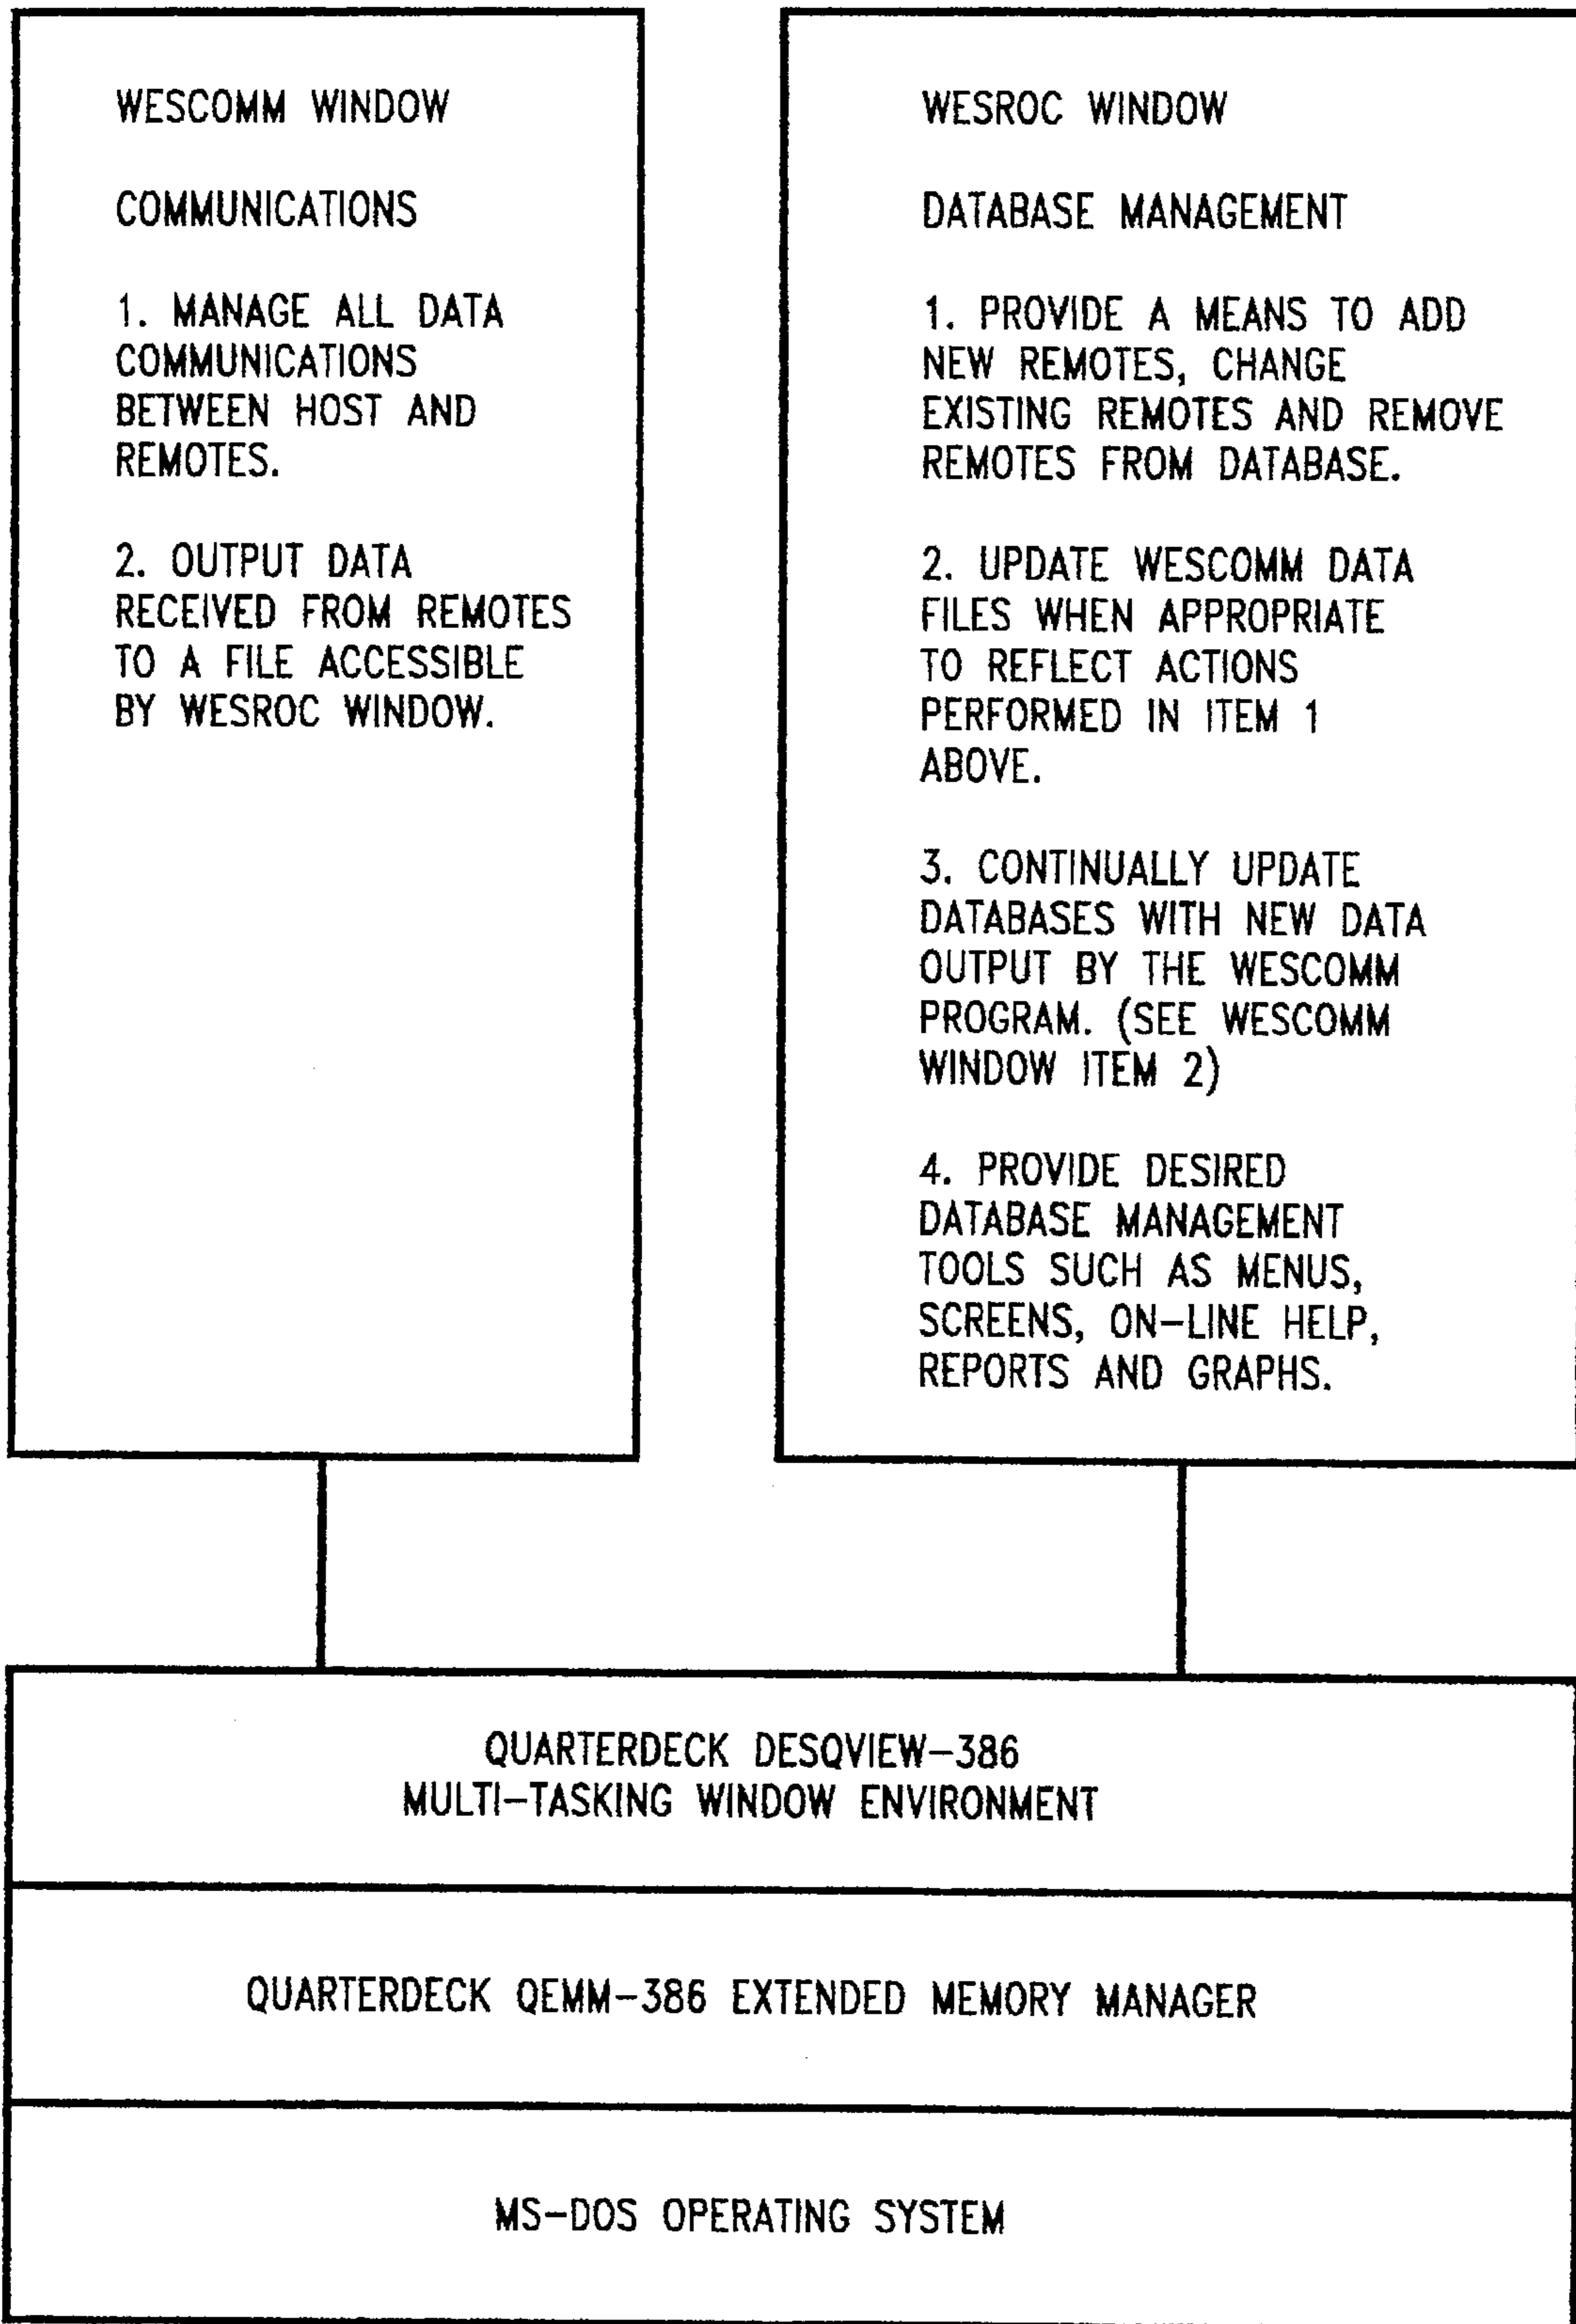 WESCOMM WINDOW
COMMUNICATIONS
1. MANAGE ALL DATA
COMMUNICATIONS
BETWEEN HOST AND
REMOTES.
2. OUTPUT DATA
RECEIVED FROM REMOTES
TO A FILE ACCESSIBLE
BY WESROC WINDOW.
WESROC WINDOW
DATABASE MANAGEMENT
1. PROVIDE A MEANS TO ADD
NEW REMOTES, CHANGE
EXISTING REMOTES AND REMOVE
REMOTES FROM DATABASE.
2. UPDATE WESCOMM DATA
FILES WHEN APPROPRIATE
TO REFLECT ACTIONS
PERFORMED IN ITEM 1
ABOVE.
3. CONTINUALLY UPDATE
DATABASES WITH NEW DATA
OUTPUT BY THE WESCOMM
PROGRAM. (SEE WESCOMM
WINDOW ITEM 2)
4. PROVIDE DESIRED
DATABASE MANAGEMENT
TOOLS SUCH AS MENUS,
SCREENS, ON-LINE HELP,
REPORTS AND GRAPHS.
QUARTERDECK DESQVIEW-386
MULTI-TASKING WINDOW ENVIRONMENT
QUARTERDECK QEMM-386 EXTENDED MEMORY MANAGER
MS-DOS OPERATING SYSTEM